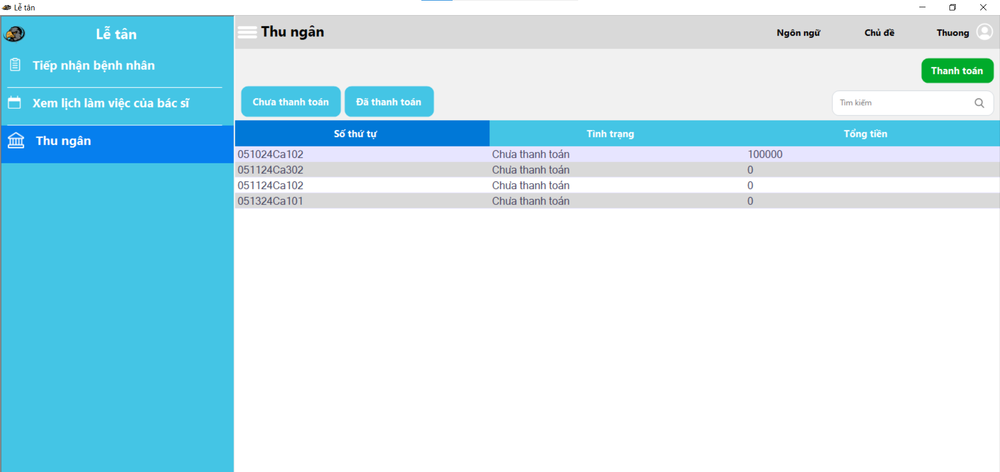 Lễ tân
Lễ tân
Tiếp nhận bệnh nhân
Xem lịch làm việc của bác sĩ
Thu ngân
Thu ngân
Ngôn ngữ Chủ đề Thuong
Thanh toán
Chưa thanh toán Đã thanh toán
Tìm kiếm
Số thứ tự Tình trạng Tổng tiền
051024Ca102 Chưa thanh toán 100000
051124Ca302 Chưa thanh toán 0
051124Ca102 Chưa thanh toán 0
051324Ca101 Chưa thanh toán 0